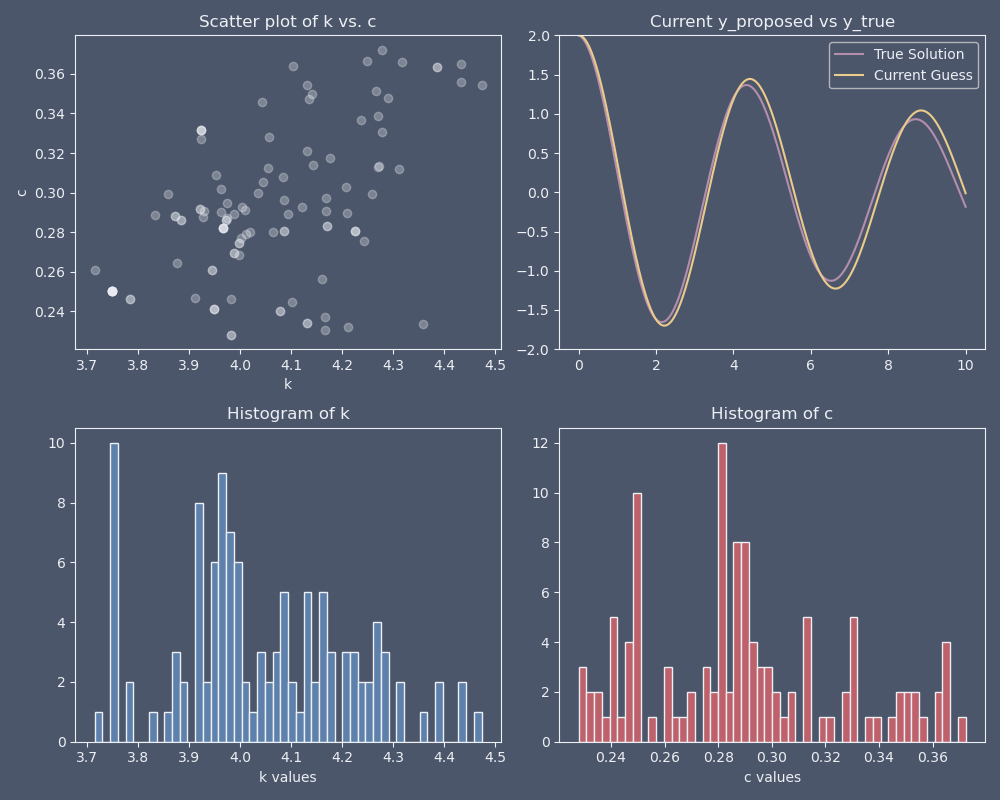 Scatter plot of k vs. c
c
0.36
0.34
0.32
0.30
0.28
0.26
0.24
3.7 3.8 3.9 4.0 4.1 4.2 4.3 4.4 4.5
k
Current y_proposed vs y_true
True Solution
Current Guess
2.0
1.5
1.0
0.5
0.0
−0.5
−1.0
−1.5
−2.0
0 2 4 6 8 10
Histogram of k
10
8
6
4
2
0
3.7 3.8 3.9 4.0 4.1 4.2 4.3 4.4 4.5
k values
Histogram of c
12
10
8
6
4
2
0
0.24 0.26 0.28 0.30 0.32 0.34 0.36
c values